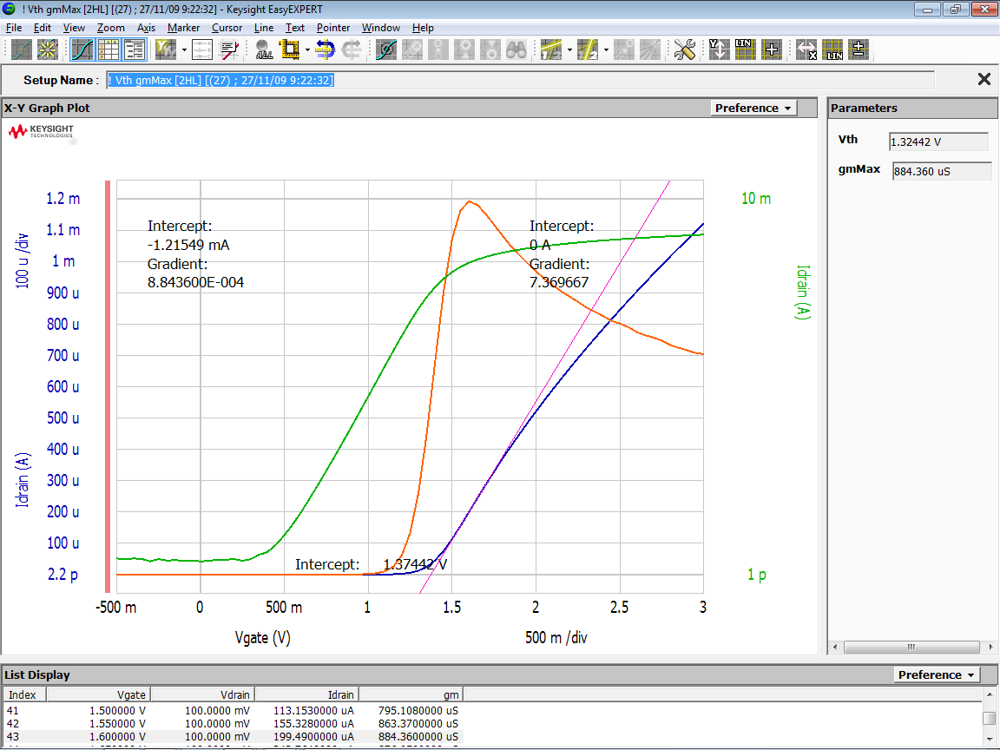 ! Vth gmMax [2HL] [(27) ; 27/11/09 9:22:32] - Keysight EasyEXPERT
File Edit View Zoom Axis Marker Cursor Line Text Pointer Window Help
ALL Y LIN X LIN
Setup Name : ! Vth gmMax [2HL] [(27) ; 27/11/09 9:22:32]
X-Y Graph Plot Preference
KEYSIGHT
TECHNOLOGIES
100 u /div
Idrain (A)
1.2 m
1.1 m
1 m
900 u
800 u
700 u
600 u
500 u
400 u
300 u
200 u
100 u
2.2 p
Intercept:
-1.21549 mA
Gradient:
8.843600E-004
Intercept:
0 A
Gradient:
7.369667
Intercept: 1.37442 V
10 m
Idrain (A)
1 p
-500 m 0 500 m 1 1.5 2 2.5 3
Vgate (V) 500 m /div
Parameters
Vth 1.32442 V
gmMax 884.360 uS
List Display Preference
Index Vgate Vdrain Idrain gm
41 1.500000 V 100.0000 mV 113.1530000 uA 795.1080000 uS
42 1.550000 V 100.0000 mV 155.3280000 uA 863.3700000 uS
43 1.600000 V 100.0000 mV 199.4900000 uA 884.3600000 uS